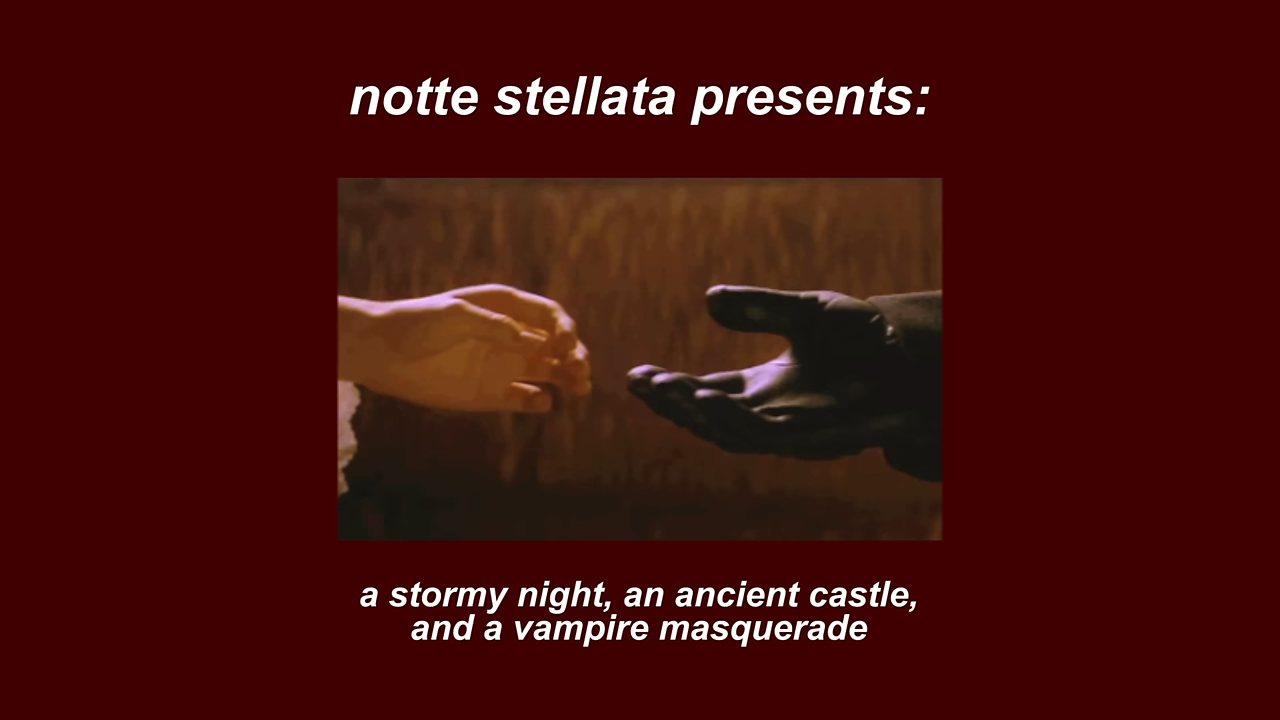 notte stellata presents:
a stormy night, an ancient castle,
and a vampire masquerade